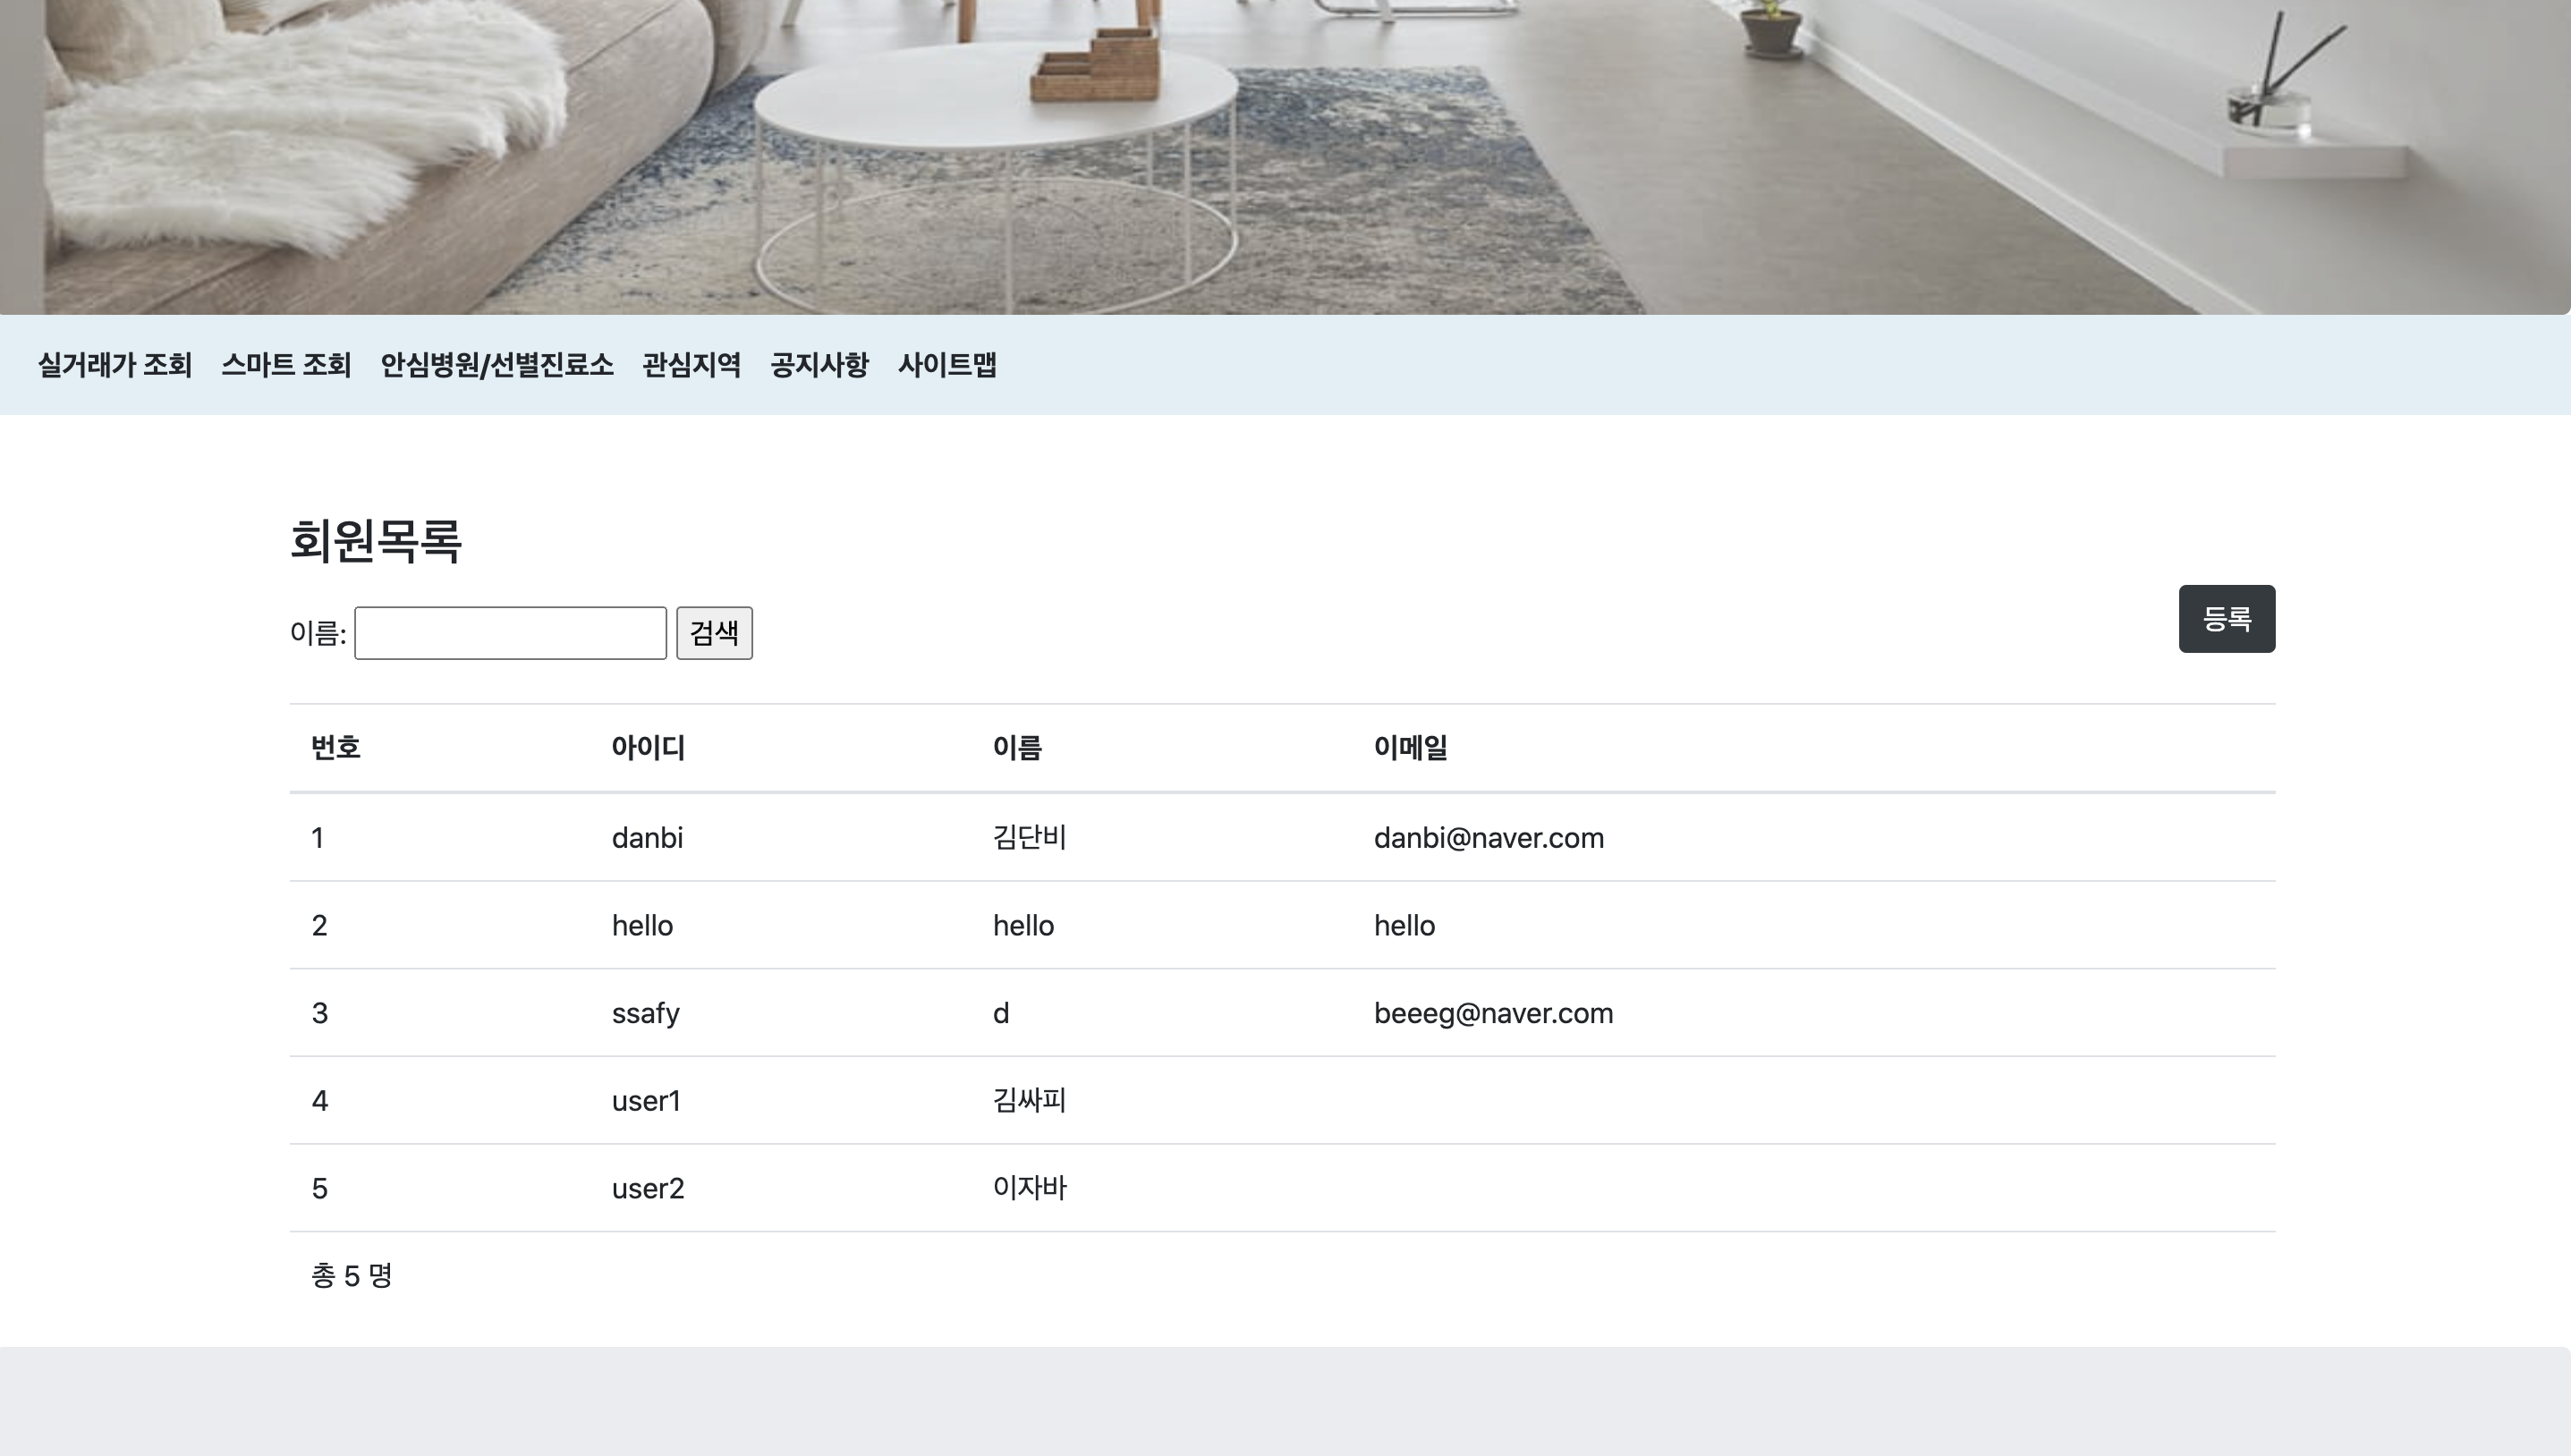 실거래가 조회 스마트 조회 안심병원/선별진료소 관심지역 공지사항 사이트맵
회원목록
이름: 검색 등록
번호 아이디 이름 이메일
1 danbi 김단비 danbi@naver.com
2 hello hello hello
3 ssafy d beeeg@naver.com
4 user1 김싸피
5 user2 이자바
총 5 명